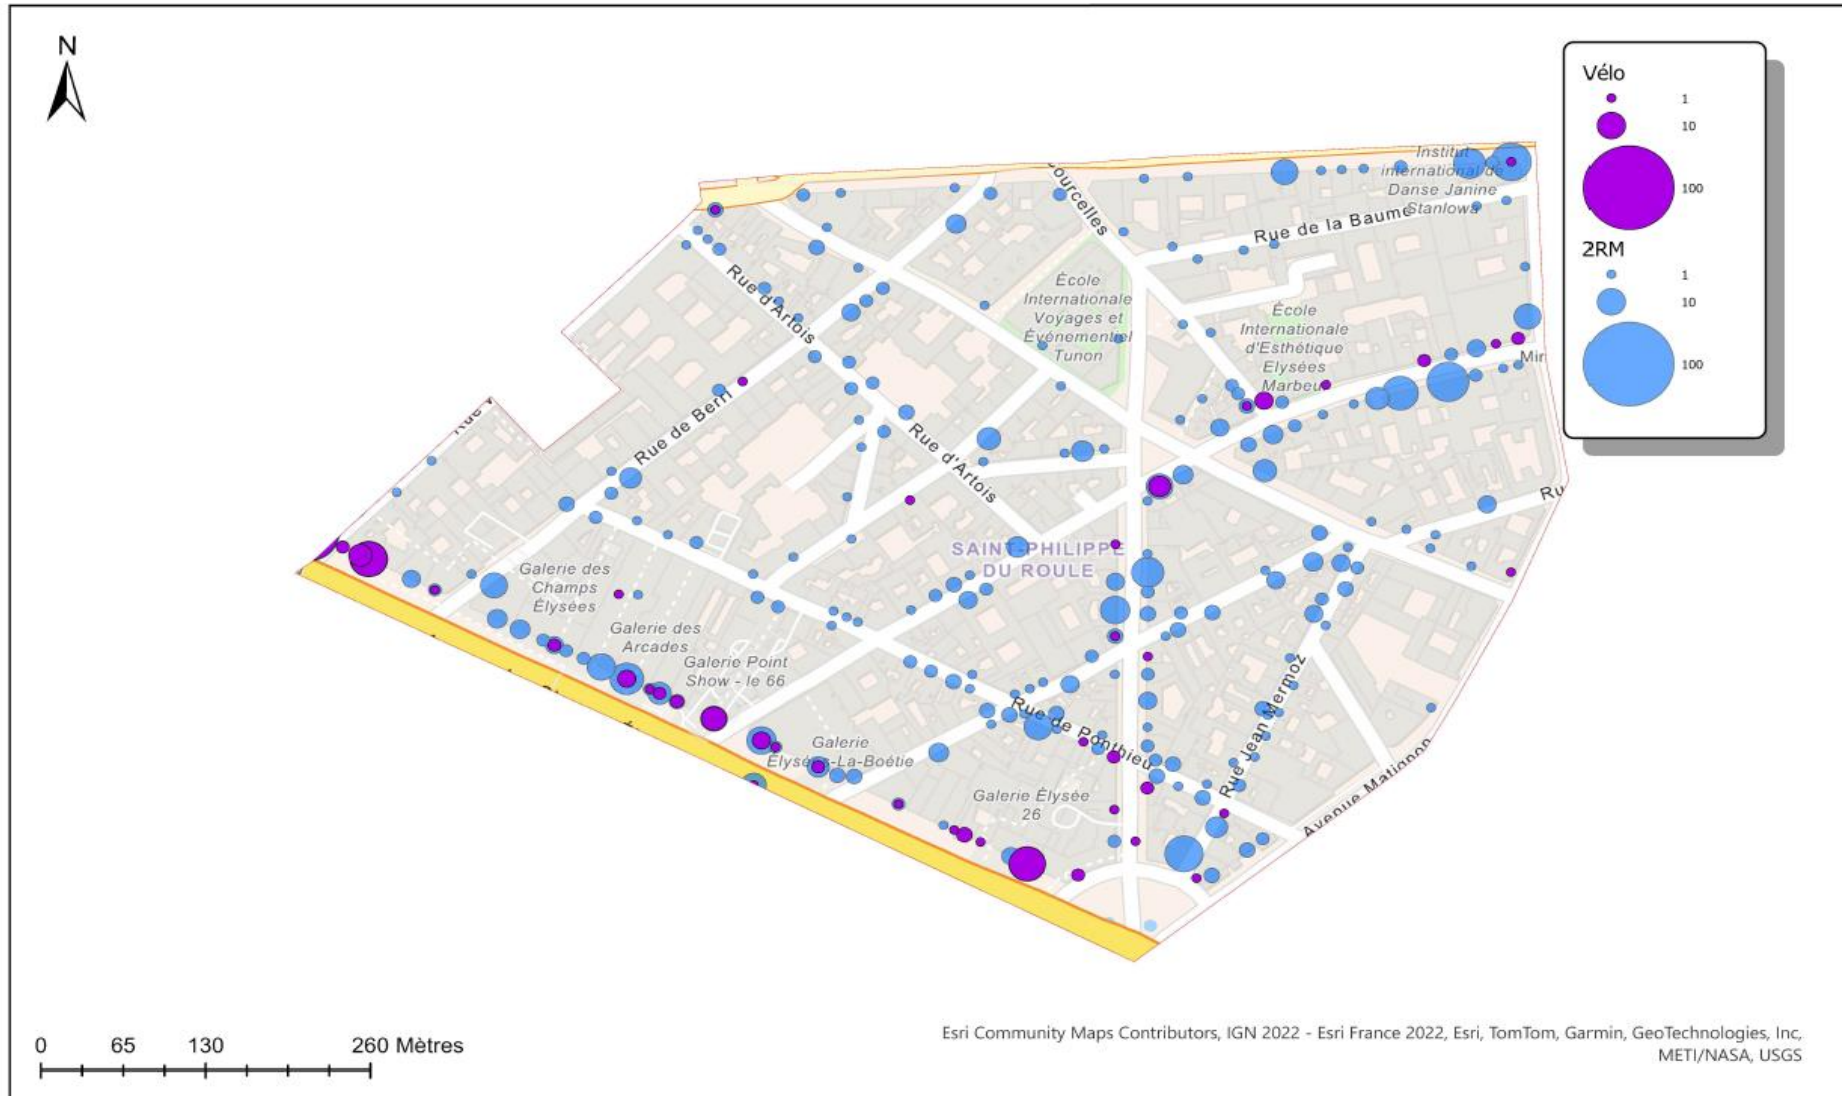 N
Vélo
1
10
100
2RM
1
10
100
Institut
international de
Danse Janine
Stanlowa
ourcelles
Rue de la Baume
École
Internationale
Voyages et
Événementiel
Tunon
École
Internationale
d'Esthétique
Elysées
Marbeuf
Rue d'Artois
Mir
Rue de Berri
Rue d'Artois
Ru
SAINT-PHILIPPE
DU ROULE
Galerie des
Champs
Élysées
Galerie des
Arcades
Galerie Point
Show - le 66
Rue de Ponthieu
Rue Jean Mermoz
Galerie
Élysées-La-Boétie
Galerie Élysée
26
Avenue Matignon
0 65 130 260 Mètres
Esri Community Maps Contributors, IGN 2022 - Esri France 2022, Esri, TomTom, Garmin, GeoTechnologies, Inc,
METI/NASA, USGS